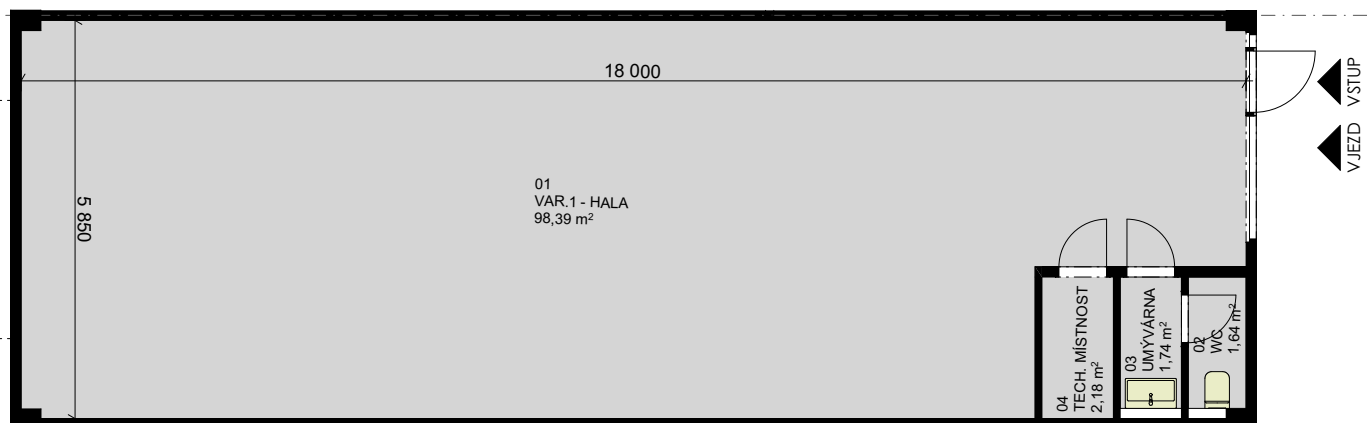 18 000
VSTUP
VJEZD
5 850
01
VAR.1 - HALA
98,39 m²
04
TECH. MÍSTNOST
2,18 m²
03
UMÝVÁRNA
1,74 m²
02
WC
1,64 m²